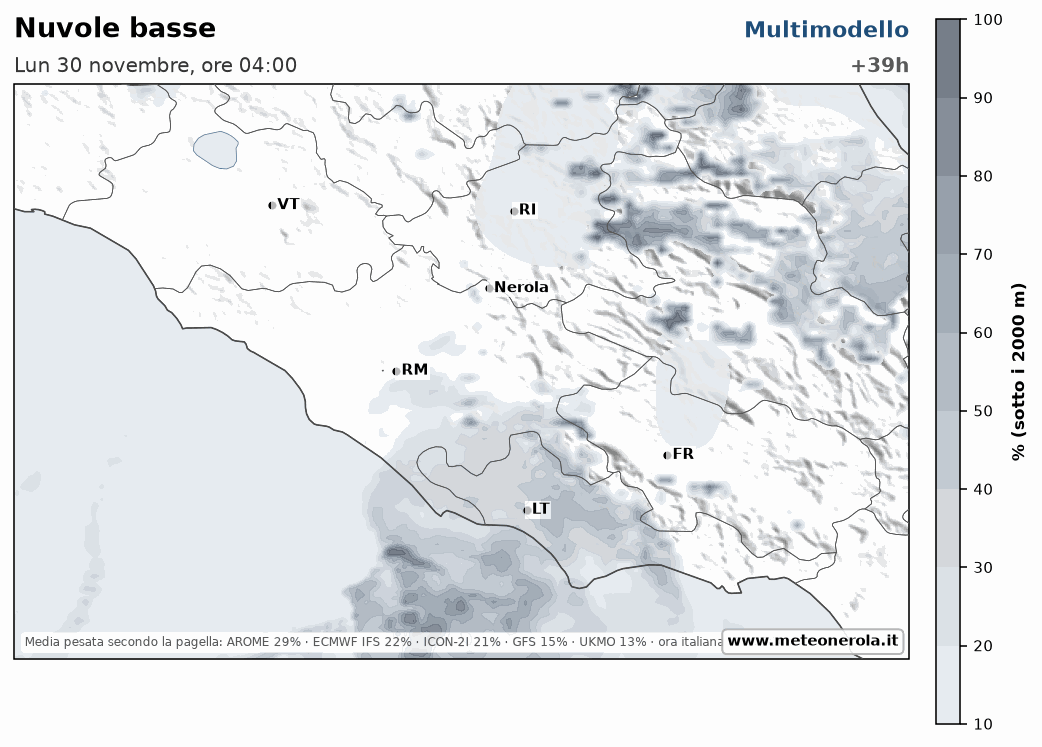 Nuvole basse
Multimodello
Lun 30 novembre, ore 04:00
+39h
VT
RI
Nerola
RM
FR
LT
Media pesata secondo la pagella: AROME 29% · ECMWF IFS 22% · ICON-2I 21% · GFS 15% · UKMO 13% · ora italiana
www.meteonerola.it
100
90
80
70
60
50
40
30
20
10
% (sotto i 2000 m)